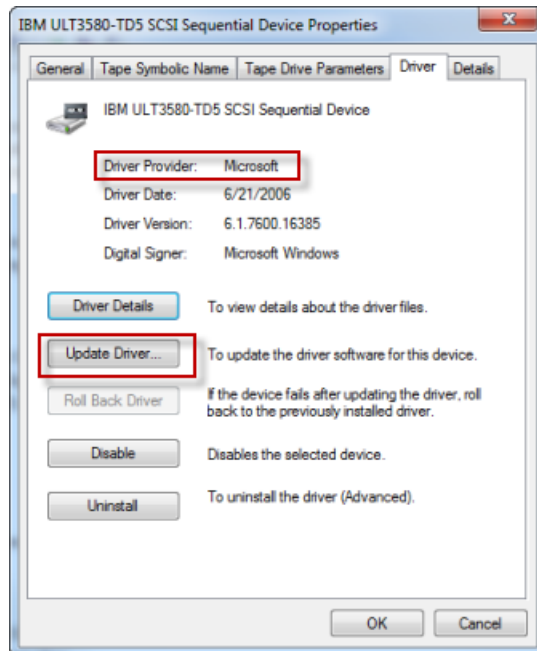 IBM ULT3580-TD5 SCSI Sequential Device Properties
General Tape Symbolic Name Tape Drive Parameters Driver Details
IBM ULT3580-TD5 SCSI Sequential Device
Driver Provider: Microsoft
Driver Date: 6/21/2006
Driver Version: 6.1.7600.16385
Digital Signer: Microsoft Windows
Driver Details To view details about the driver files.
Update Driver... To update the driver software for this device.
Roll Back Driver If the device fails after updating the driver, roll
back to the previously installed driver.
Disable Disables the selected device.
Uninstall To uninstall the driver (Advanced).
OK Cancel